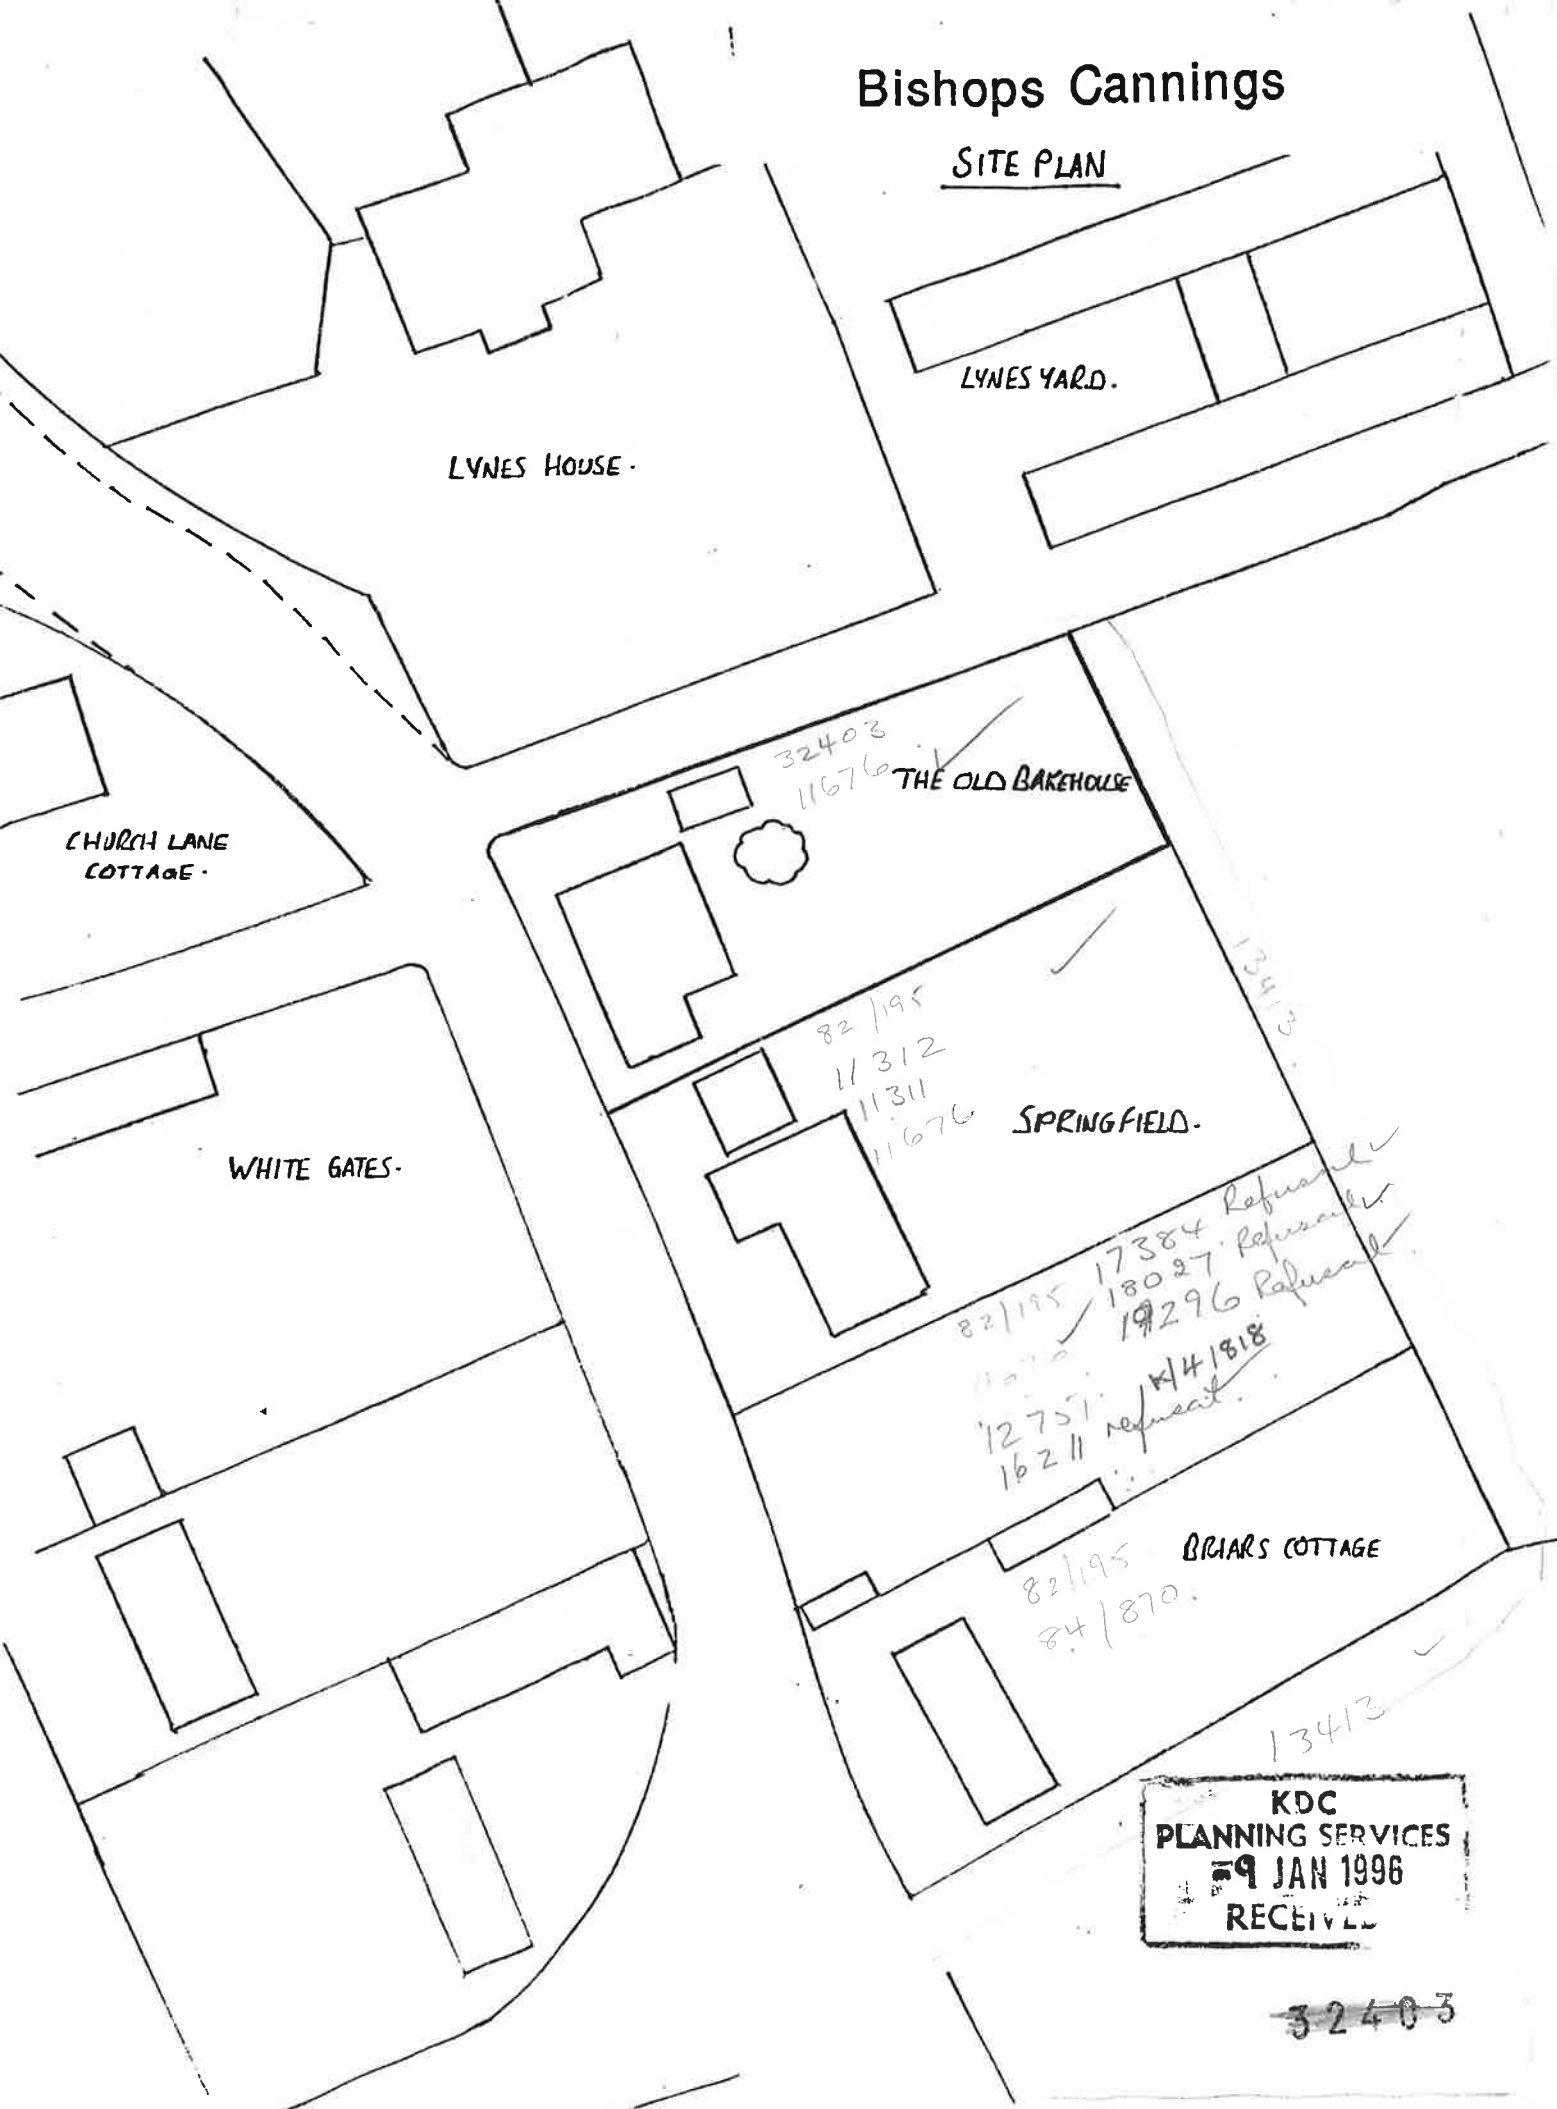 Bishops Cannings
SITE PLAN
LYNES YARD.
LYNES HOUSE.
32403
11676
THE OLD BAKEHOUSE
CHURCH LANE
COTTAGE.
13413
82/195
11312
11311
11676
SPRINGFIELD.
WHITE GATES.
17384 Refusal
18027 Refusal
19296 Refusal
82/195
K/41818
12751
16211 refusal.
BRIARS COTTAGE
82/195
84/870.
13413
KDC
PLANNING SERVICES
-9 JAN 1996
RECEIVED
32403